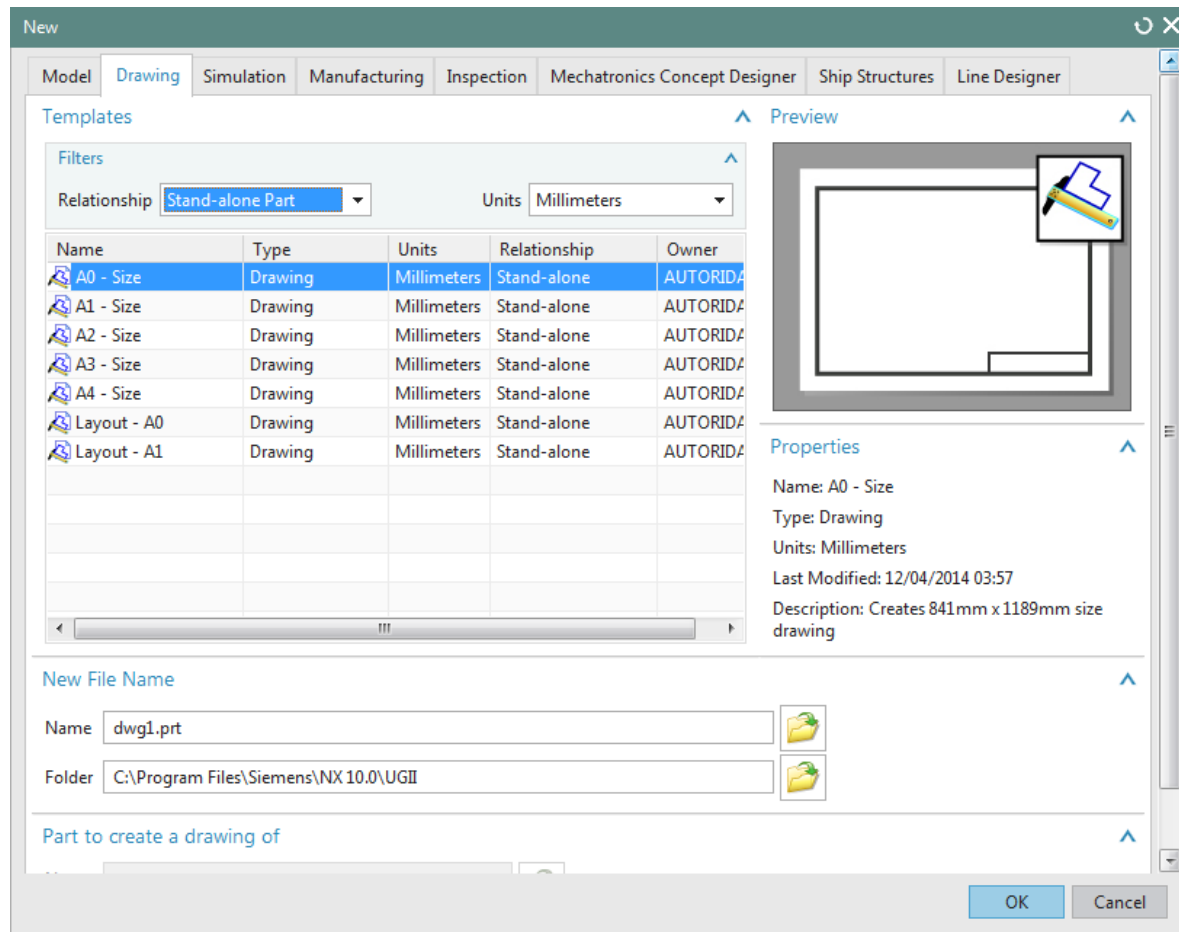 New
Model Drawing Simulation Manufacturing Inspection Mechatronics Concept Designer Ship Structures Line Designer
Templates
Filters
Relationship Stand-alone Part Units Millimeters
Name Type Units Relationship Owner
A0 - Size Drawing Millimeters Stand-alone AUTORIDA
A1 - Size Drawing Millimeters Stand-alone AUTORIDA
A2 - Size Drawing Millimeters Stand-alone AUTORIDA
A3 - Size Drawing Millimeters Stand-alone AUTORIDA
A4 - Size Drawing Millimeters Stand-alone AUTORIDA
Layout - A0 Drawing Millimeters Stand-alone AUTORIDA
Layout - A1 Drawing Millimeters Stand-alone AUTORIDA
Preview
Properties
Name: A0 - Size
Type: Drawing
Units: Millimeters
Last Modified: 12/04/2014 03:57
Description: Creates 841mm x 1189mm size
drawing
New File Name
Name dwg1.prt
Folder C:\Program Files\Siemens\NX 10.0\UGII
Part to create a drawing of
OK Cancel